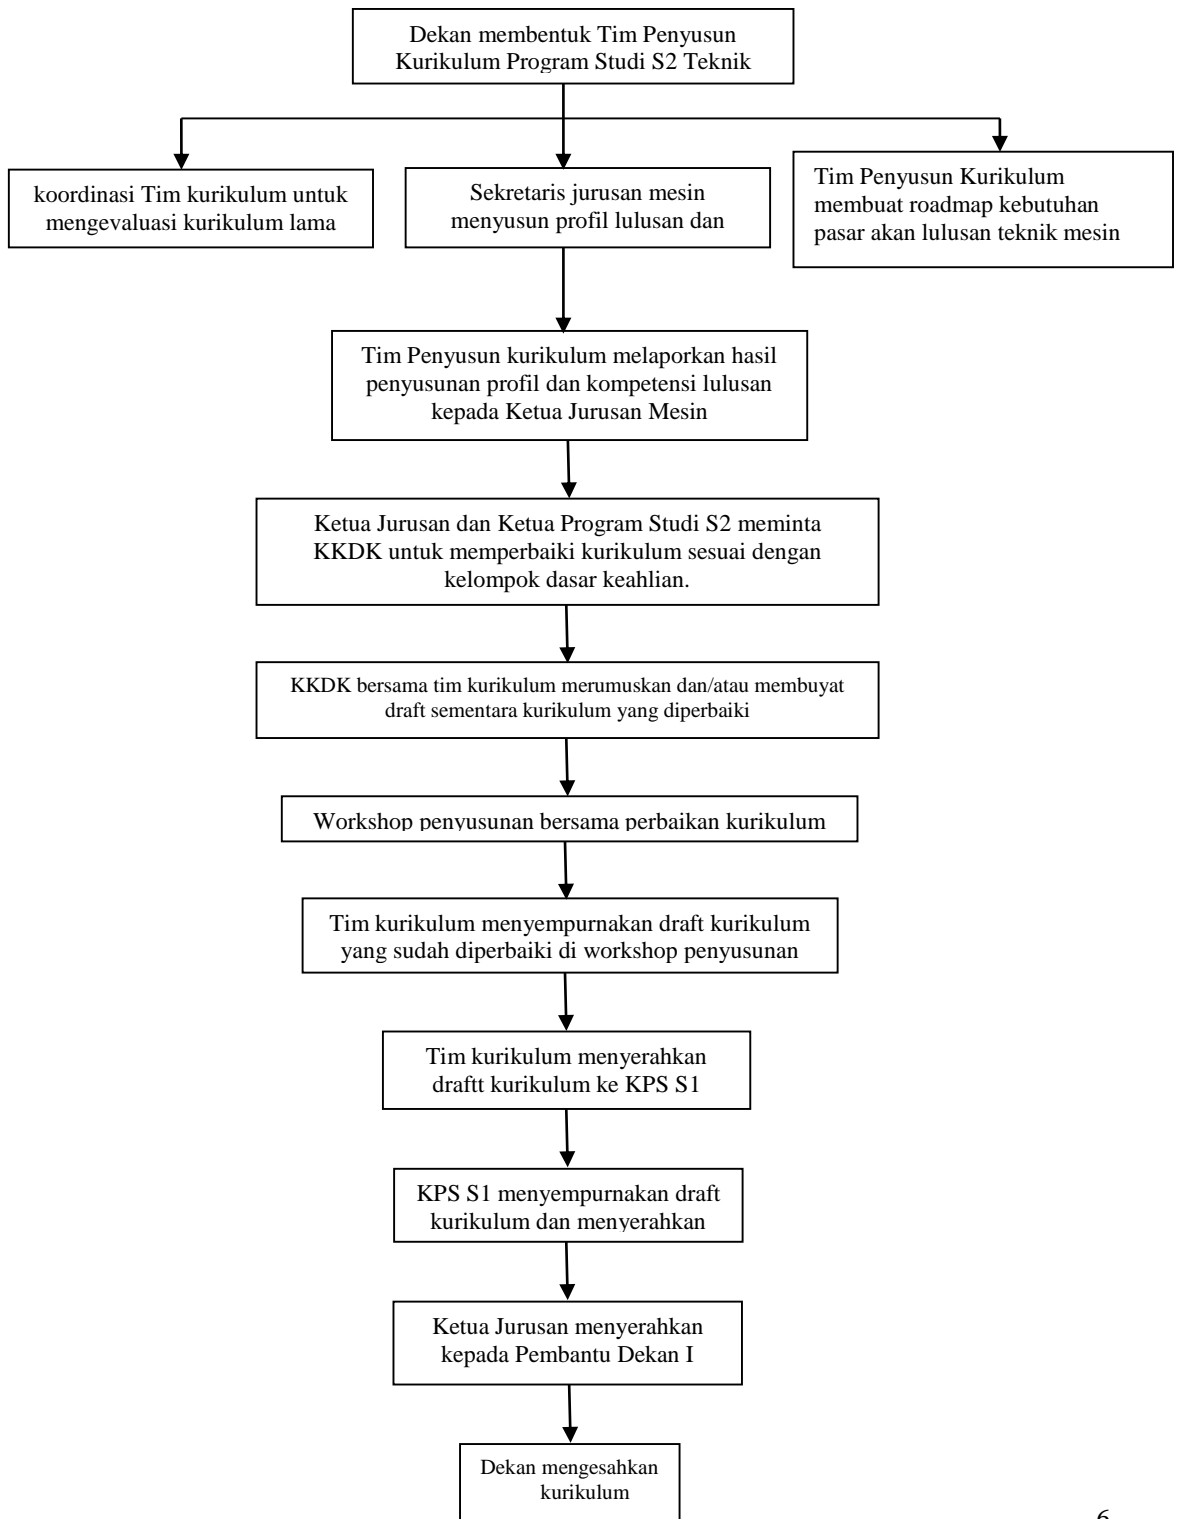 Dekan membentuk Tim Penyusun
Kurikulum Program Studi S2 Teknik
koordinasi Tim kurikulum untuk
mengevaluasi kurikulum lama
Sekretaris jurusan mesin
menyusun profil lulusan dan
Tim Penyusun Kurikulum
membuat roadmap kebutuhan
pasar akan lulusan teknik mesin
Tim Penyusun kurikulum melaporkan hasil
penyusunan profil dan kompetensi lulusan
kepada Ketua Jurusan Mesin
Ketua Jurusan dan Ketua Program Studi S2 meminta
KKDK untuk memperbaiki kurikulum sesuai dengan
kelompok dasar keahlian.
KKDK bersama tim kurikulum merumuskan dan/atau membuyat
draft sementara kurikulum yang diperbaiki
Workshop penyusunan bersama perbaikan kurikulum
Tim kurikulum menyempurnakan draft kurikulum
yang sudah diperbaiki di workshop penyusunan
Tim kurikulum menyerahkan
draftt kurikulum ke KPS S1
KPS S1 menyempurnakan draft
kurikulum dan menyerahkan
Ketua Jurusan menyerahkan
kepada Pembantu Dekan I
Dekan mengesahkan
kurikulum
6